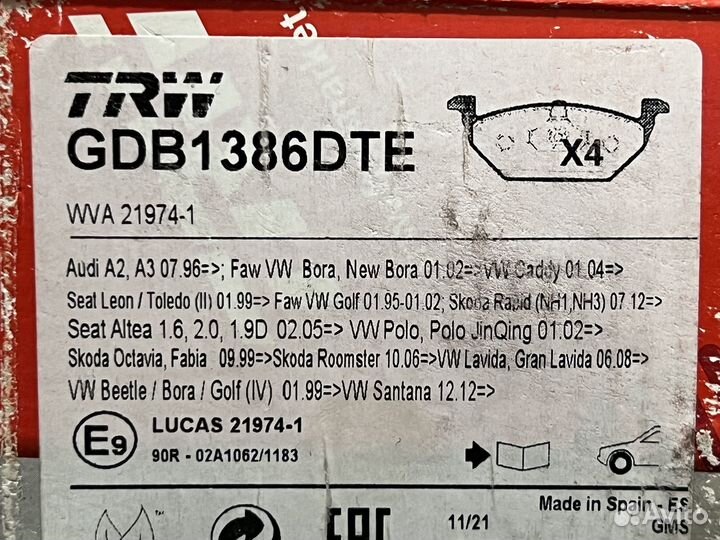 TRW
GDB1386DTE
X4
WVA 21974-1
Audi A2, A3 07.96=>; Faw VW Bora, New Bora 01.02=>VW Caddy 01.04=>
Seat Leon / Toledo (II) 01.99=> Faw VW Golf 01.95-01.02; Skoda Rapid (NH1,NH3) 07.12=>
Seat Altea 1.6, 2.0, 1.9D 02.05=> VW Polo, Polo JinQing 01.02=>
Skoda Octavia, Fabia 09.99=>Skoda Roomster 10.06=>VW Lavida, Gran Lavida 06.08=>
VW Beetle / Bora / Golf (IV) 01.99=>VW Santana 12.12=>
E9
LUCAS 21974-1
90R - 02A1062/1183
Made in Spain - ES
GMS
11/21
EAC
TM
Avito